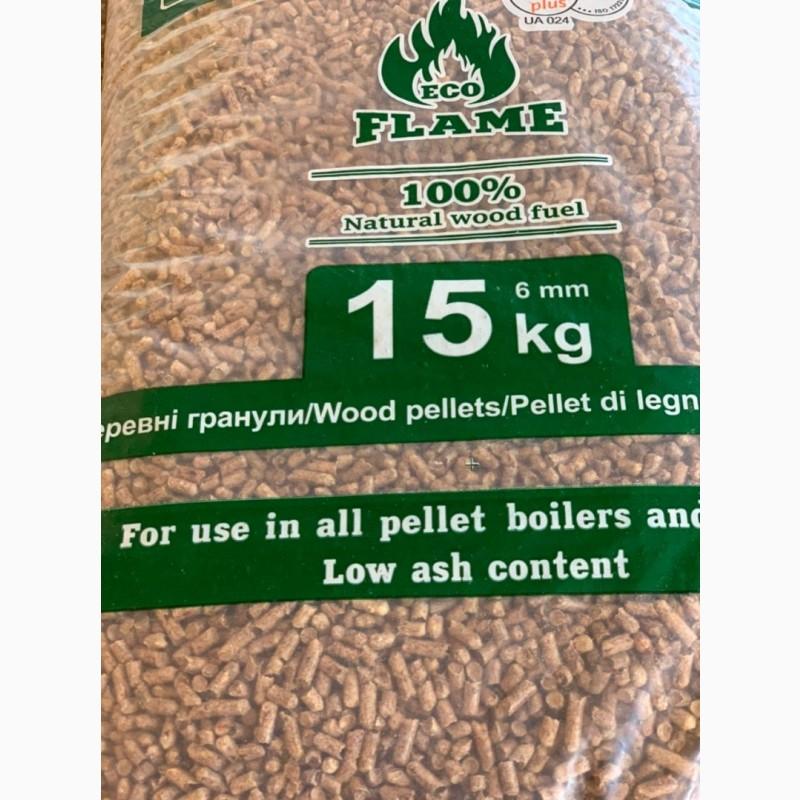 plus
UA 024
ECO
FLAME
100%
Natural wood fuel
15 6 mm
kg
еревні гранули/Wood pellets/Pellet di legn
For use in all pellet boilers and
Low ash content